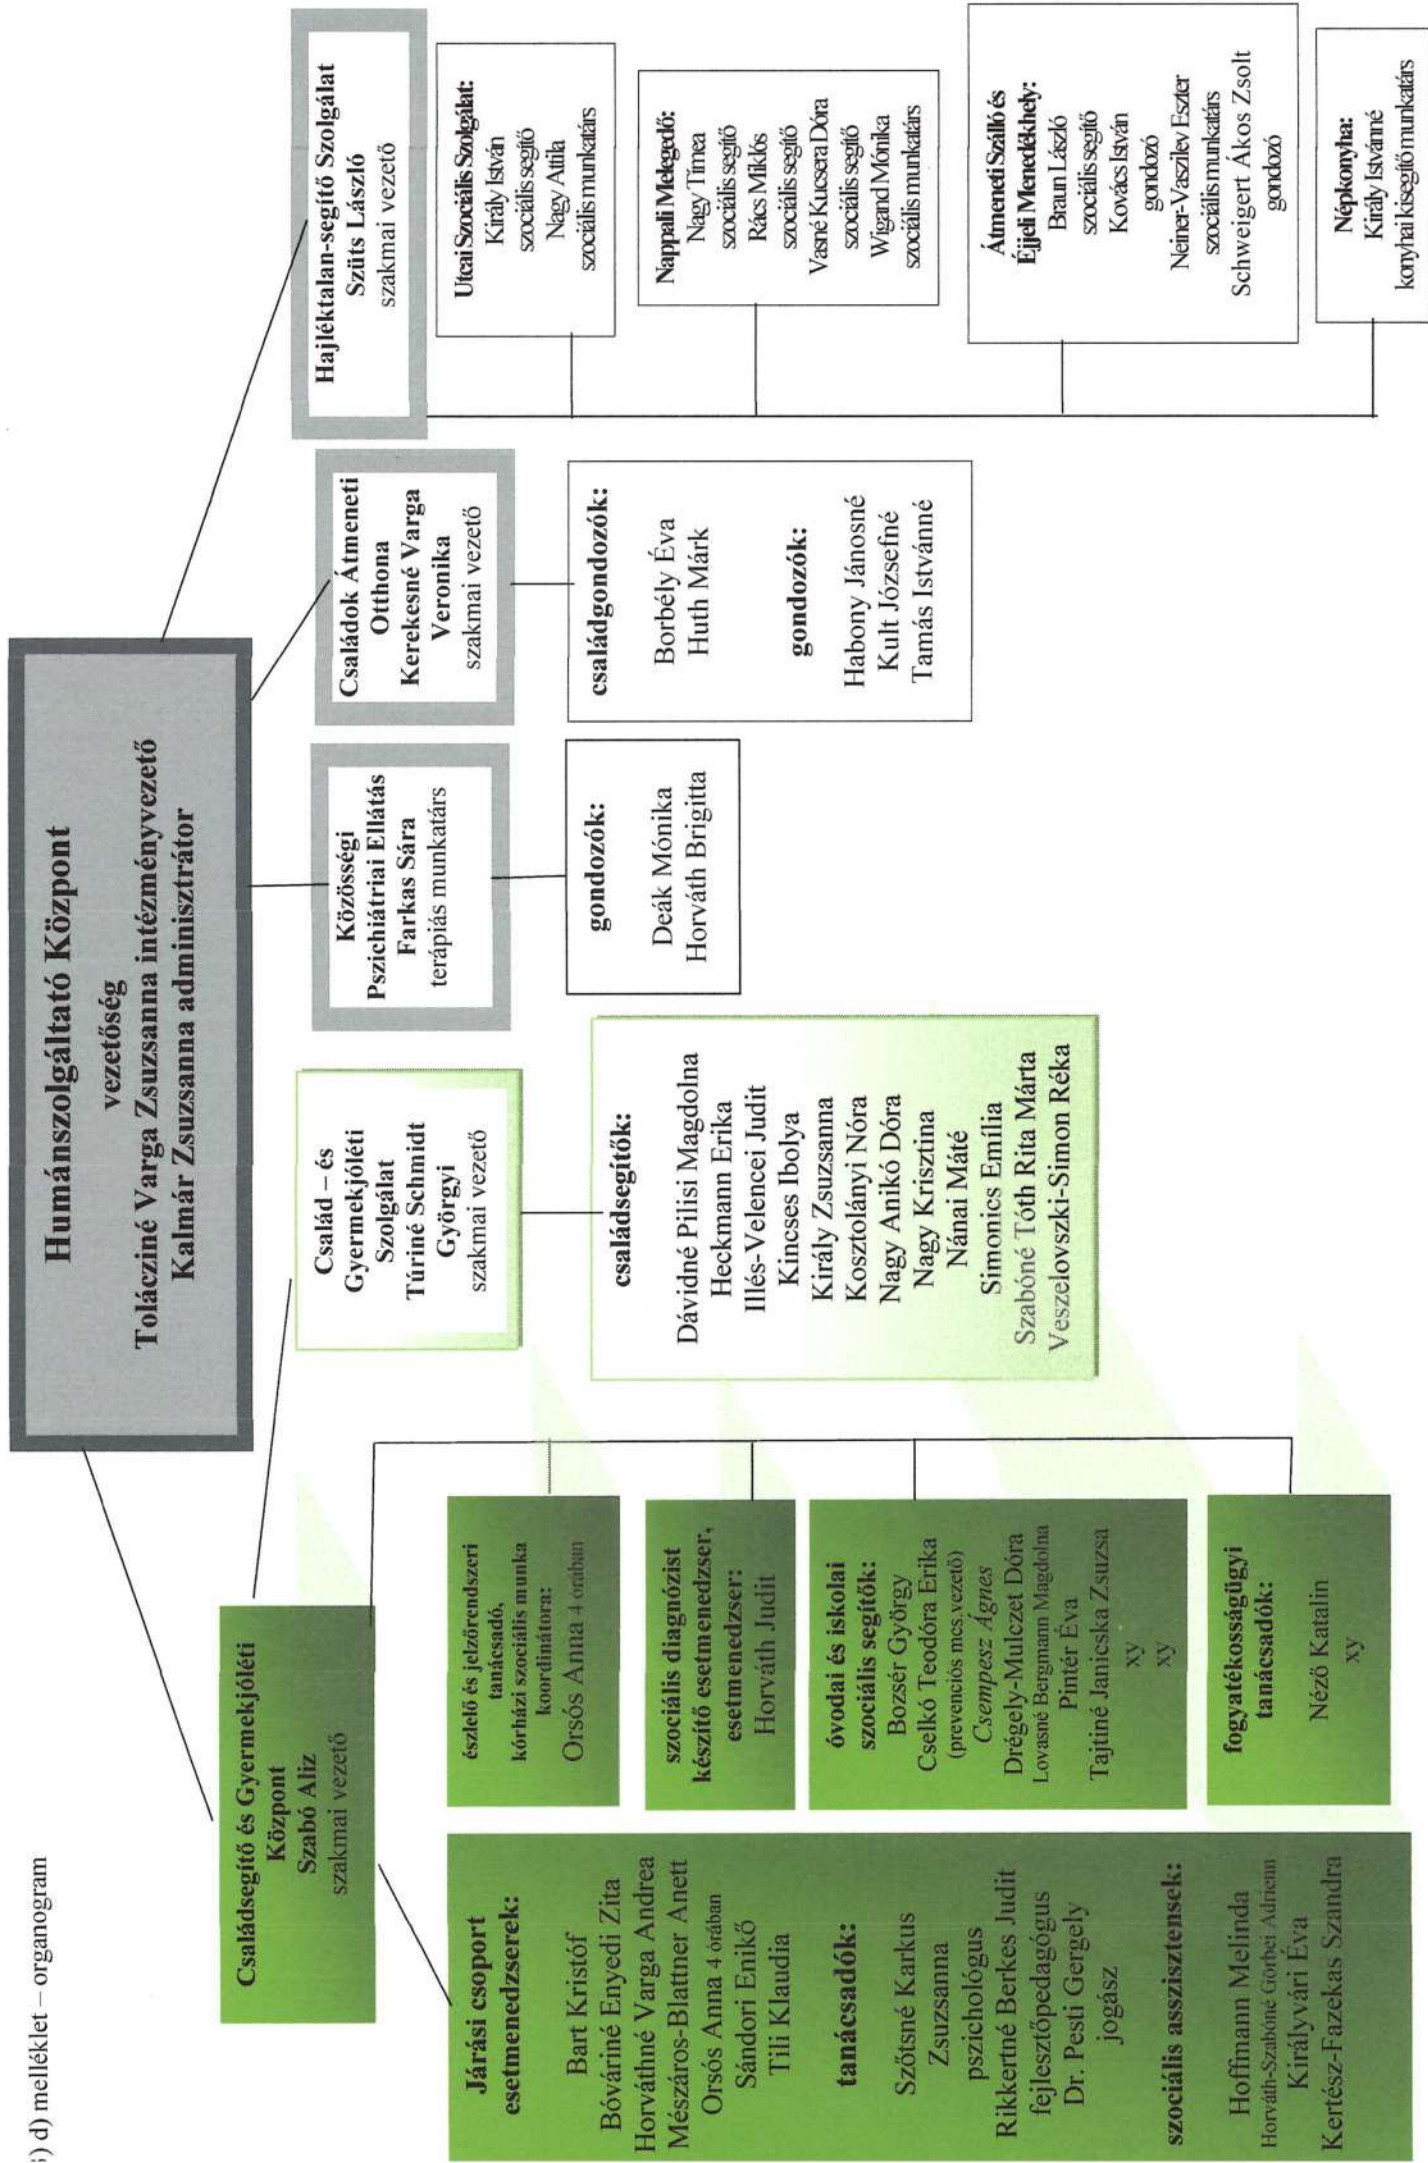 ) d) melléklet – organogram
Humánszolgáltató Központ
vezetőség
Tolácziné Varga Zsuzsanna intézményvezető
Kalmár Zsuzsanna adminisztrátor
Családsegítő és Gyermekjóléti
Központ
Szabó Aliz
szakmai vezető
Járási csoport
esetmenedzserek:
Bart Kristóf
Bóváriné Enyedi Zita
Horváthné Varga Andrea
Mészáros-Blattner Anett
Orsós Anna 4 órában
Sándori Enikő
Tili Klaudia
tanácsadók:
Szőtsné Karkus
Zsuzsanna
pszichológus
Rikkertné Berkes Judit
fejlesztőpedagógus
Dr. Pesti Gergely
jogász
szociális asszisztensek:
Hoffmann Melinda
Horváth-Szabóné Görbei Adrienn
Királyvári Éva
Kertész-Fazekas Szandra
észlelő és jelzőrendszeri
tanácsadó,
kórházi szociális munka
koordinátora:
Orsós Anna 4 órában
szociális diagnózist
készítő esetmenedzser,
esetmenedzser:
Horváth Judit
óvodai és iskolai
szociális segítők:
Bozsér György
Cselkó Teodóra Erika
(prevenciós mcs.vezető)
Csempesz Ágnes
Drégely-Mulczet Dóra
Lovasné Bergmann Magdolna
Pintér Éva
Tajtiné Janicska Zsuzsa
xy
xy
fogyatékosságügyi
tanácsadók:
Néző Katalin
xy
Család – és
Gyermekjóléti
Szolgálat
Túriné Schmidt
Györgyi
szakmai vezető
családsegítők:
Dávidné Pilisi Magdolna
Heckmann Erika
Illés-Velencei Judit
Kincses Ibolya
Király Zsuzsanna
Kosztolányi Nóra
Nagy Anikó Dóra
Nagy Krisztina
Nánai Máté
Simonics Emília
Szabóné Tóth Rita Márta
Veszelovszki-Simon Réka
Közösségi
Pszichiátriai Ellátás
Farkas Sára
terápiás munkatárs
gondozók:
Deák Mónika
Horváth Brigitta
Családok Átmeneti
Otthona
Kerekesné Varga
Veronika
szakmai vezető
családgondozók:
Borbély Éva
Huth Márk
gondozók:
Habony Jánosné
Kult Józsefné
Tamás Istvánné
Hajléktalan-segítő Szolgálat
Szüts László
szakmai vezető
Utcai Szociális Szolgálat:
Király István
szociális segítő
Nagy Attila
szociális munkatárs
Nappali Melegedő:
Nagy Tímea
szociális segítő
Rács Miklós
szociális segítő
Vasné Kucsera Dóra
szociális segítő
Wigand Mónika
szociális munkatárs
Átmeneti Szálló és
Éjjeli Menedékhely:
Braun László
szociális segítő
Kovács István
gondozó
Neiner-Vaszilev Eszter
szociális munkatárs
Schweigert Ákos Zsolt
gondozó
Népkonyha:
Király Istvánné
konyhai kisegítő munkatárs